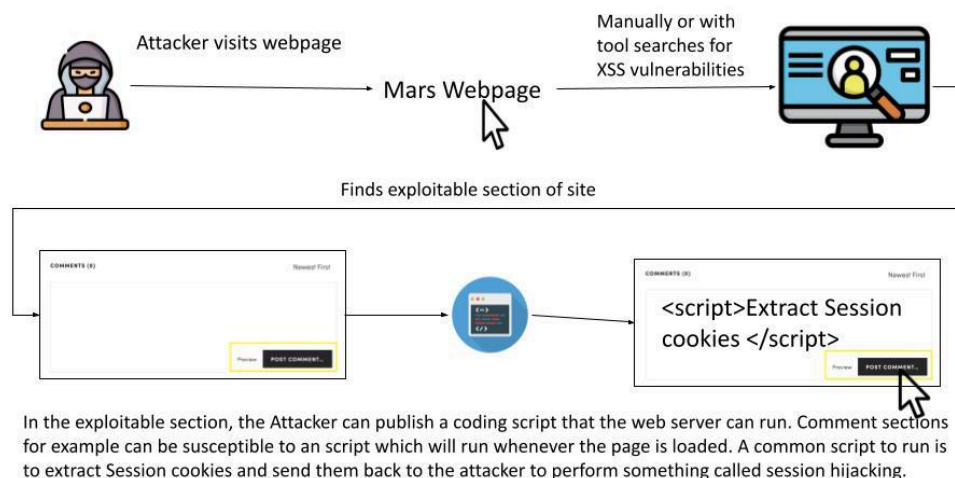 Attacker visits webpage
Manually or with
tool searches for
XSS vulnerabilities
Mars Webpage
Finds exploitable section of site
COMMENTS (0)
Newest First
Preview
POST COMMENT...
COMMENTS (0)
Newest First
<script>Extract Session
cookies </script>
Preview
POST COMMENT...
In the exploitable section, the Attacker can publish a coding script that the web server can run. Comment sections
for example can be susceptible to an script which will run whenever the page is loaded. A common script to run is
to extract Session cookies and send them back to the attacker to perform something called session hijacking.